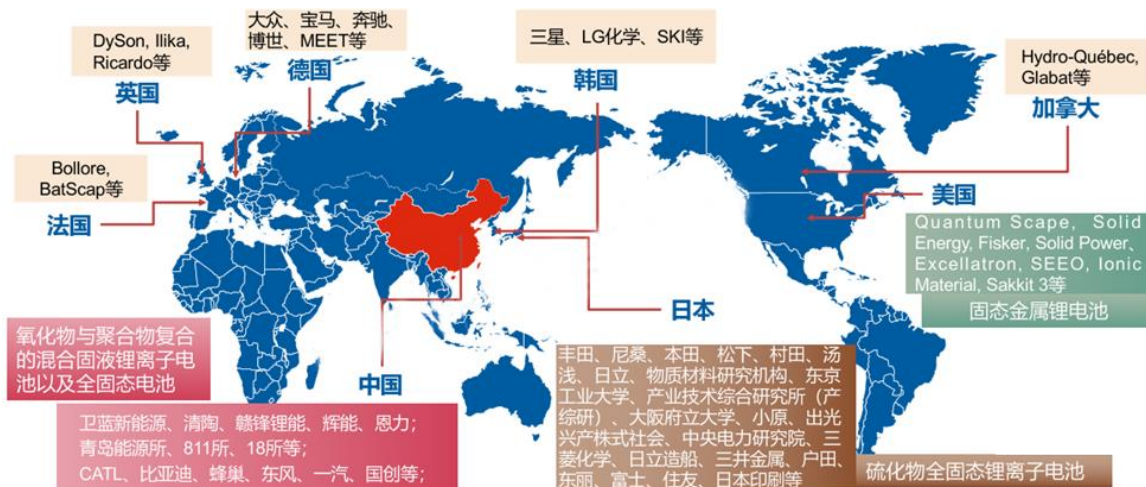 DySon, Ilika,
Ricardo等
英国
大众、宝马、奔驰、
博世、MEET等
德国
三星、LG化学、SKI等
韩国
Hydro-Québec,
Glabat等
加拿大
Bollore,
BatScap等
法国
美国
Quantum Scape, Solid
Energy, Fisker, Solid Power、
Excellatron, SEEO, Ionic
Material, Sakkit 3等
固态金属锂电池
日本
丰田、尼桑、本田、松下、村田、汤
浅、日立、物质材料研究机构、东京
工业大学、产业技术综合研究所（产
综研）、大阪府立大学、小原、出光
兴产株式会社、中央电力研究院、三
菱化学、日立造船、三井金属、户田、
东丽、富士、住友、日本印刷等
硫化物全固态锂离子电池
氧化物与聚合物复合
的混合固液锂离子电
池以及全固态电池
中国
卫蓝新能源、清陶、赣锋锂能、辉能、恩力；
青岛能源所、811所、18所等；
CATL、比亚迪、蜂巢、东风、一汽、国创等；